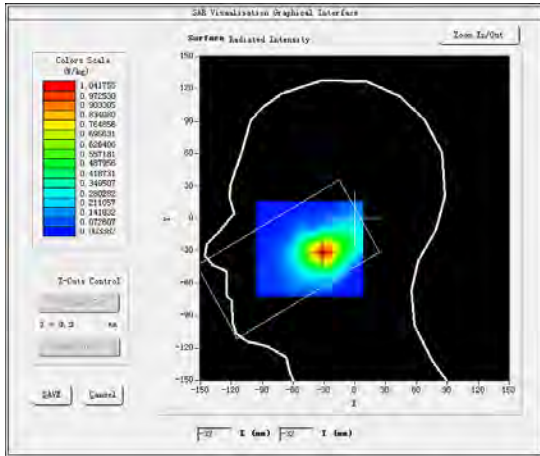 SAR Visualisation Graphical Interface
Surface Radiated Intensity
Zoom In/Out
Colors Scale
(W/kg)
1.041755
0.972530
0.903305
0.834080
0.764856
0.695631
0.626406
0.557181
0.487956
0.418731
0.349507
0.280282
0.211057
0.141832
0.072607
150
120
90
60
30
0
-30
-60
-90
-120
-150
-150 -120 -90 -60 -30 0 30 60 90 120 150
Z-Cuts Control
SAVE
Cancel
-32 X (mm) -32 Y (mm)